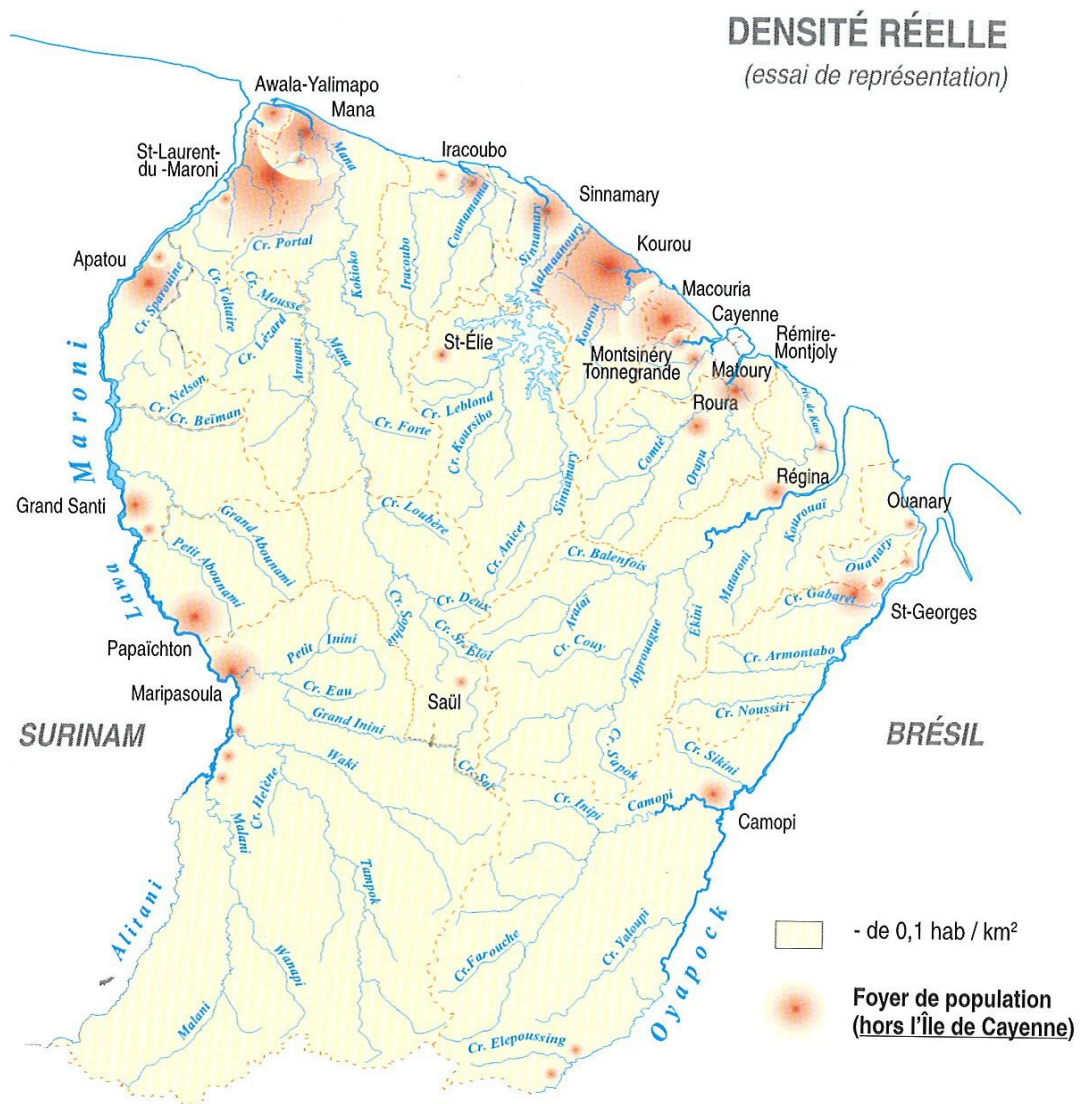 DENSITÉ RÉELLE
(essai de représentation)
Awala-Yalimapo
Mana
St-Laurent-
du -Maroni
Mana
Iracoubo
Counamama
Sinnamary
Sinnamary
Malmaanoury
Kourou
Cr. Portal
Iracoubo
Kokioko
Apatou
Cr. Sparouine
Cr. Voltaire
Cr. Mousse
Cr. Lézard
Kourou
Macouria
Cayenne
Rémire-
Montjoly
Arouani
Mana
St-Élie
Montsinéry
Tonnegrande
Matoury
Roura
riv. de Kaw
Maroni
Nelson
Cr.
Cr. Beïman
Cr. Leblond
Cr. Forte
Cr. Koursibo
Comté
Orapu
Régina
Sinnamary
Grand Santi
Grand Abounami
Petit Abounami
Cr. Loubère
Cr. Anicet
Cr. Balenfois
Kourouaï
Ouanary
Ouanary
Mataroni
Cr. Gabaret
St-Georges
Lawa
Cr. Deux
Cr. Sophie
Arataï
Ekini
Papaïchton
Petit Inini
Cr. St. Éloi
Cr. Couy
Approuague
Cr. Armontabo
Maripasoula
Cr. Eau
Saül
Grand Inini
Cr. Noussiri
SURINAM
BRÉSIL
Waki
Cr. Saï
Cr. Sapok
Cr. Sikini
Cr. Helène
Cr. Inipi
Camopi
Camopi
Malani
Tampok
Alitani
- de 0,1 hab / km²
Cr. Yaloupi
Wanapi
Cr. Farouche
Oyapock
Foyer de population
(hors l'Île de Cayenne)
Malani
Cr. Elepoussing